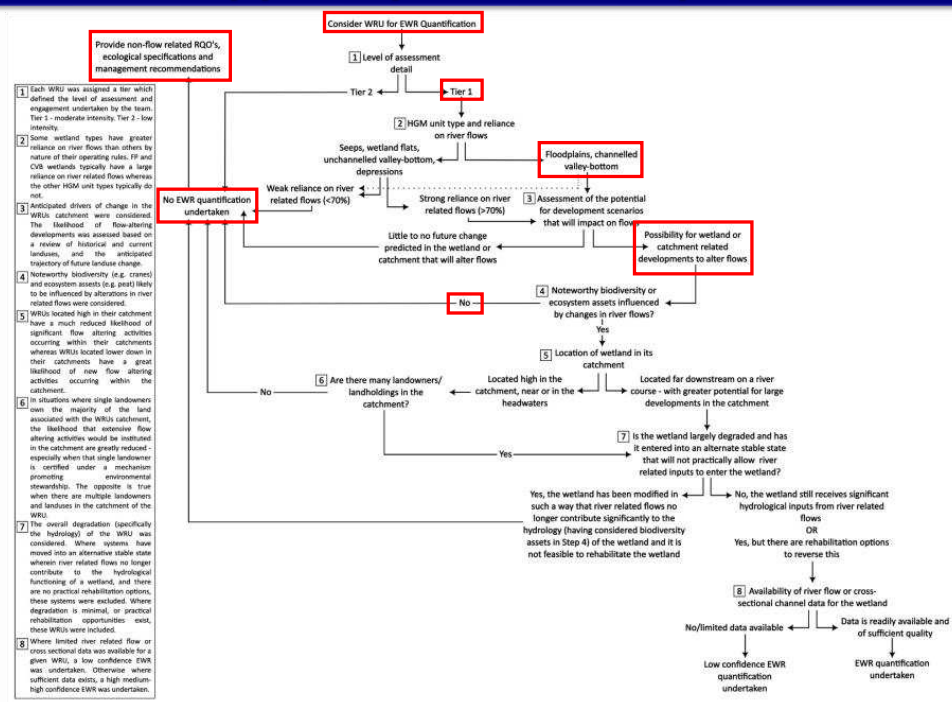 Consider WRU for EWR Quantification
Provide non-flow related RQO's,
ecological specifications and
management recommendations
1 Level of assessment
detail
Tier 2
Tier 1
2 HGM unit type and reliance
on river flows
Seeps, wetland flats,
unchannelled valley-bottom,
depressions
Floodplains, channelled
valley-bottom
Weak reliance on river
related flows (<70%)
No EWR quantification
undertaken
Strong reliance on river
related flows (>70%)
3 Assessment of the potential
for development scenarios
that will impact on flows
Little to no future change
predicted in the wetland or
catchment that will alter flows
Possibility for wetland or
catchment related
developments to alter flows
4 Noteworthy biodiversity or
ecosystem assets influenced
by changes in river flows?
No
Yes
5 Location of wetland in its
catchment
Located high in the
catchment, near or in the
headwaters
Located far downstream on a river
course - with greater potential for large
developments in the catchment
6 Are there many landowners/
landholdings in the
catchment?
No
Yes
7 Is the wetland largely degraded and has
it entered into an alternate stable state
that will not practically allow river
related inputs to enter the wetland?
Yes, the wetland has been modified in
such a way that river related flows no
longer contribute significantly to the
hydrology (having considered biodiversity
assets in Step 4) of the wetland and it is
not feasible to rehabilitate the wetland
No, the wetland still receives significant
hydrological inputs from river related
flows
OR
Yes, but there are rehabilitation options
to reverse this
8 Availability of river flow or cross-
sectional channel data for the wetland
No/limited data available
Data is readily available and
of sufficient quality
Low confidence EWR
quantification
undertaken
EWR quantification
undertaken
1 Each WRU was assigned a tier which
defined the level of assessment and
engagement undertaken by the team.
Tier 1 - moderate intensity. Tier 2 - low
intensity.
2 Some wetland types have greater
reliance on river flows than others by
nature of their operating rules. FP and
CVB wetlands typically have a large
reliance on river related flows whereas
the other HGM unit types typically do
not.
3 Anticipated drivers of change in the
WRUs catchment were considered.
The likelihood of flow-altering
developments was assessed based on
a review of historical and current
landuses, and the anticipated
trajectory of future landuse change.
4 Noteworthy biodiversity (e.g. cranes)
and ecosystem assests (e.g. peat) likely
to be influenced by alterations in river
related flows were considered.
5 WRUs located high in their catchment
have a much reduced likelihood of
significant flow altering activities
occurring within their catchments
whereas WRUs located lower down in
their catchments have a great
likelihood of new flow altering
activities occurring within the
catchment.
6 In situations where single landowners
own the majority of the land
associated with the WRUs catchment,
the likelihood that extensive flow
altering activities would be instituted
in the catchment are greatly reduced -
especially when that single landowner
is certified under a mechanism
promoting environmental
stewardship. The opposite is true
when there are multiple landowners
and landuses in the catchment of the
WRU.
7 The overall degradation (specifically
the hydrology) of the WRU was
considered. Where systems have
moved into an alternative stable state
wherein river related flows no longer
contribute to the hydrological
functioning of a wetland, and there
are no practical rehabilitation options,
these systems were excluded. Where
degradation is minimal, or practical
rehabilitation opportunities exist,
these WRUs were included.
8 Where limited river related flow or
cross sectional data was available for a
given WRU, a low confidence EWR
was undertaken. Otherwise where
sufficient data exists, a high medium-
high confidence EWR was undertaken.